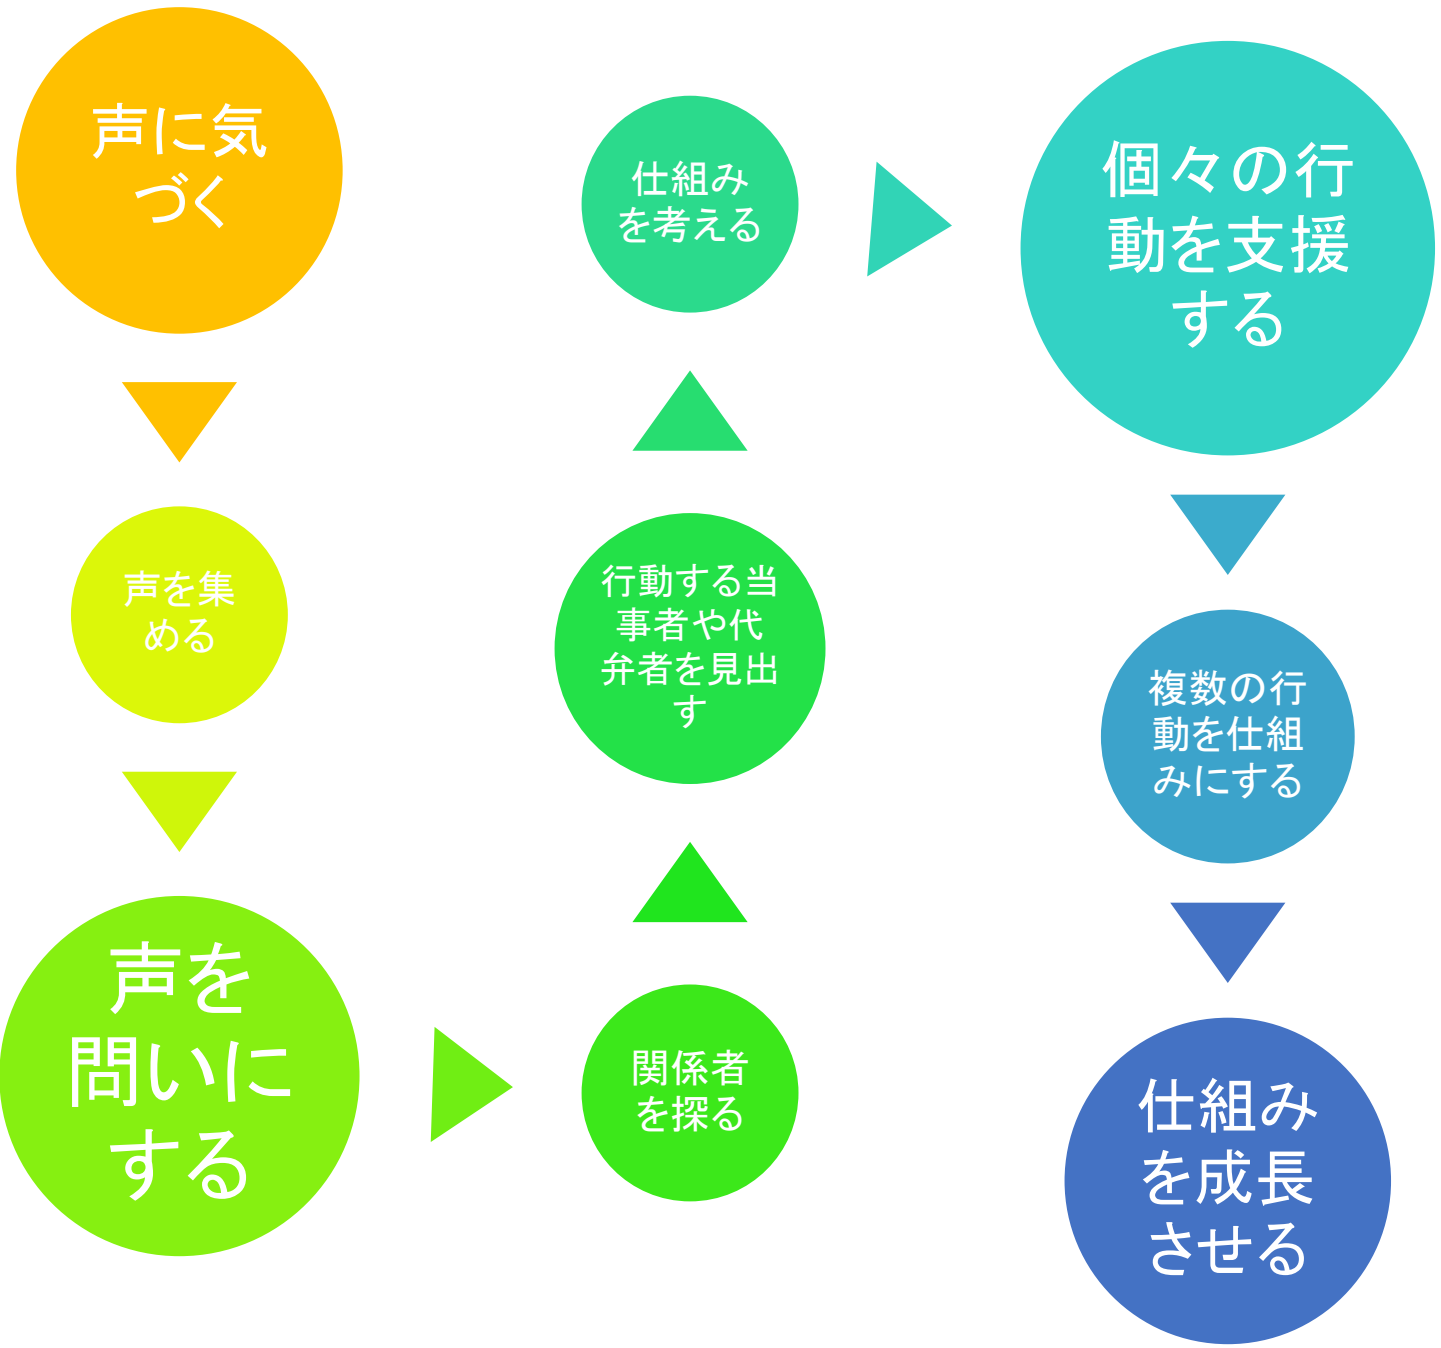 声に気
づく
声を集
める
声を
問いに
する
関係者
を探る
行動する当
事者や代
弁者を見出
す
仕組み
を考える
個々の行
動を支援
する
複数の行
動を仕組
みにする
仕組み
を成長
させる